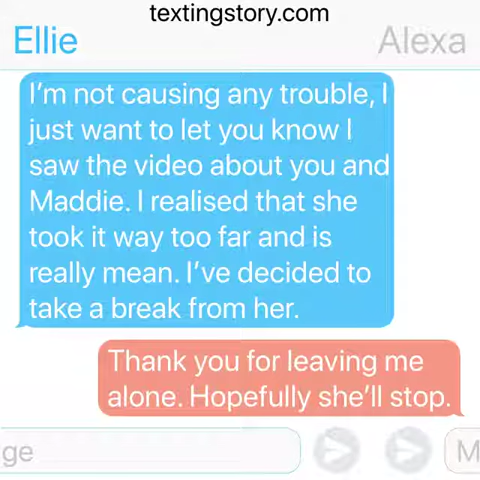 textingstory.com
Ellie
Alexa
I'm not causing any trouble, I
just want to let you know I
saw the video about you and
Maddie. I realised that she
took it way too far and is
really mean. I've decided to
take a break from her.
Thank you for leaving me
alone. Hopefully she'll stop.
ge
M